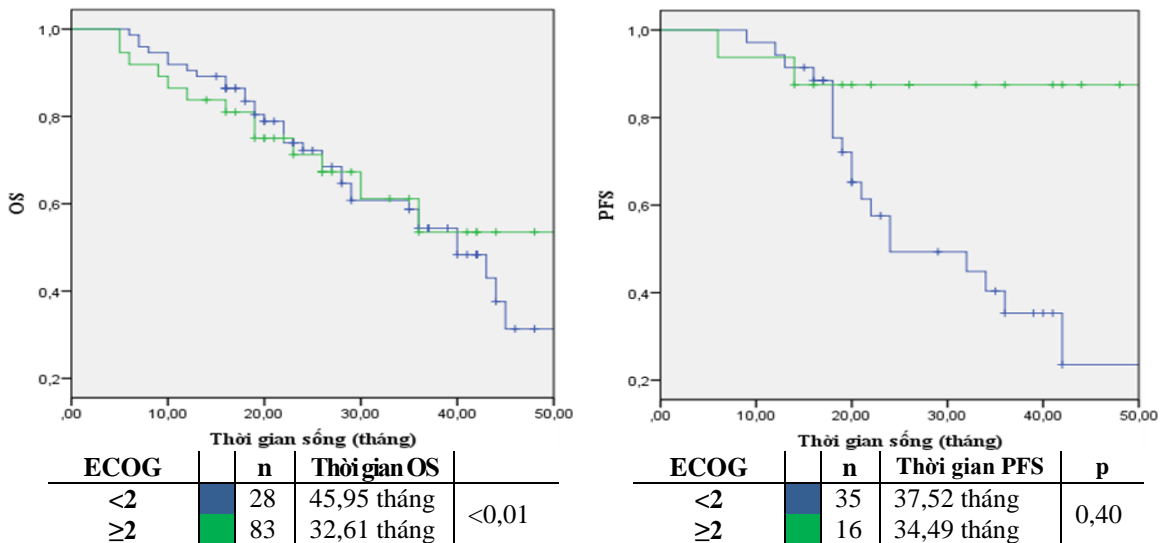 1,0
0,8
0,6
0,4
0,2
OS
,00 10,00 20,00 30,00 40,00 50,00
Thời gian sống (tháng)
ECOG n Thời gian OS
<2 28 45,95 tháng
≥2 83 32,61 tháng
<0,01
1,0
0,8
0,6
0,4
0,2
PFS
,00 10,00 20,00 30,00 40,00 50,00
Thời gian sống (tháng)
ECOG n Thời gian PFS p
<2 35 37,52 tháng
≥2 16 34,49 tháng
0,40